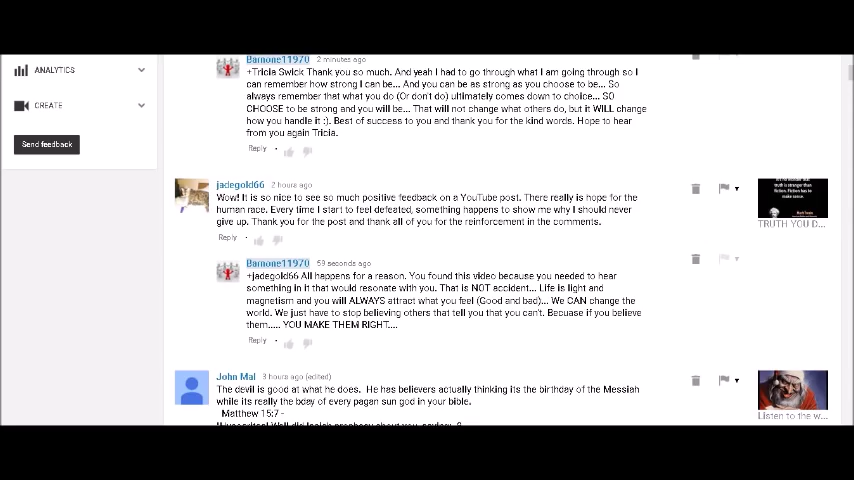 ANALYTICS
CREATE
Send feedback
Barnone11970 2 minutes ago
+Tricia Swick Thank you so much. And yeah I had to go through what I am going through so I
can remember how strong I can be... And you can be as strong as you choose to be... So
always remember that what you do (Or don't do) ultimately comes down to choice... SO
CHOOSE to be strong and you will be... That will not change what others do, but it WILL change
how you handle it :). Best of success to you and thank you for the kind words. Hope to hear
from you again Tricia.
Reply •
jadegold66 2 hours ago
Wow! It is so nice to see so much positive feedback on a YouTube post. There really is hope for the
human race. Every time I start to feel defeated, something happens to show me why I should never
give up. Thank you for the post and thank all of you for the reinforcement in the comments.
Reply •
truth is stranger than
fiction. Fiction has to
make sense.
Mark Twain
TRUTH YOU D...
Barnone11970 59 seconds ago
+jadegold66 All happens for a reason. You found this video because you needed to hear
something in it that would resonate with you. That is NOT accident... Life is light and
magnetism and you will ALWAYS attract what you feel (Good and bad)... We CAN change the
world. We just have to stop believing others that tell you that you can't. Becuase if you believe
them..... YOU MAKE THEM RIGHT....
Reply •
John Mal 3 hours ago (edited)
The devil is good at what he does. He has believers actually thinking its the birthday of the Messiah
while its really the bday of every pagan sun god in your bible.
Matthew 15:7 -
Listen to the w...